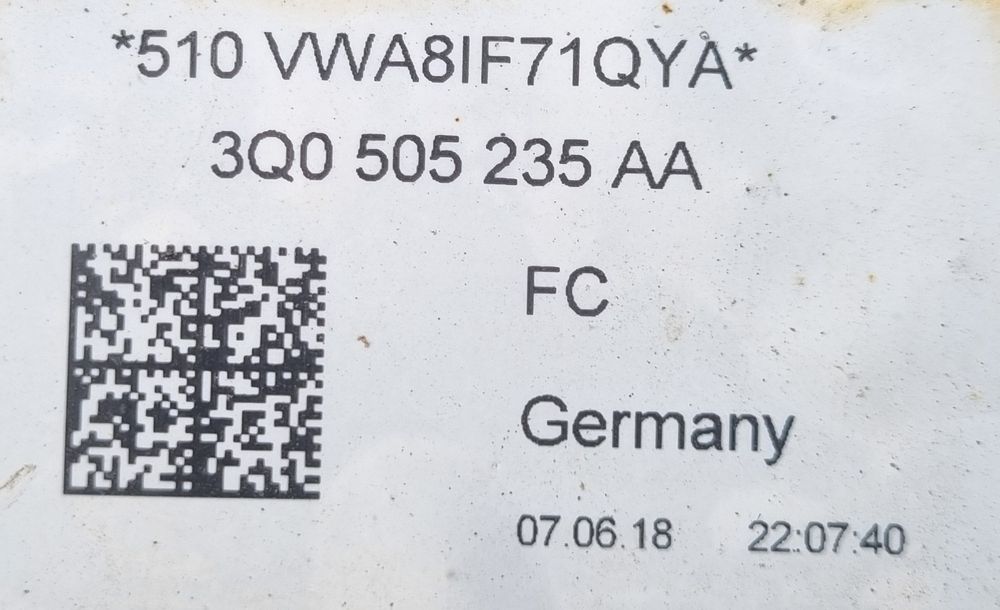 *510 VWA8IF71QYA*
3Q0 505 235 AA
FC
Germany
07.06.18 22:07:40